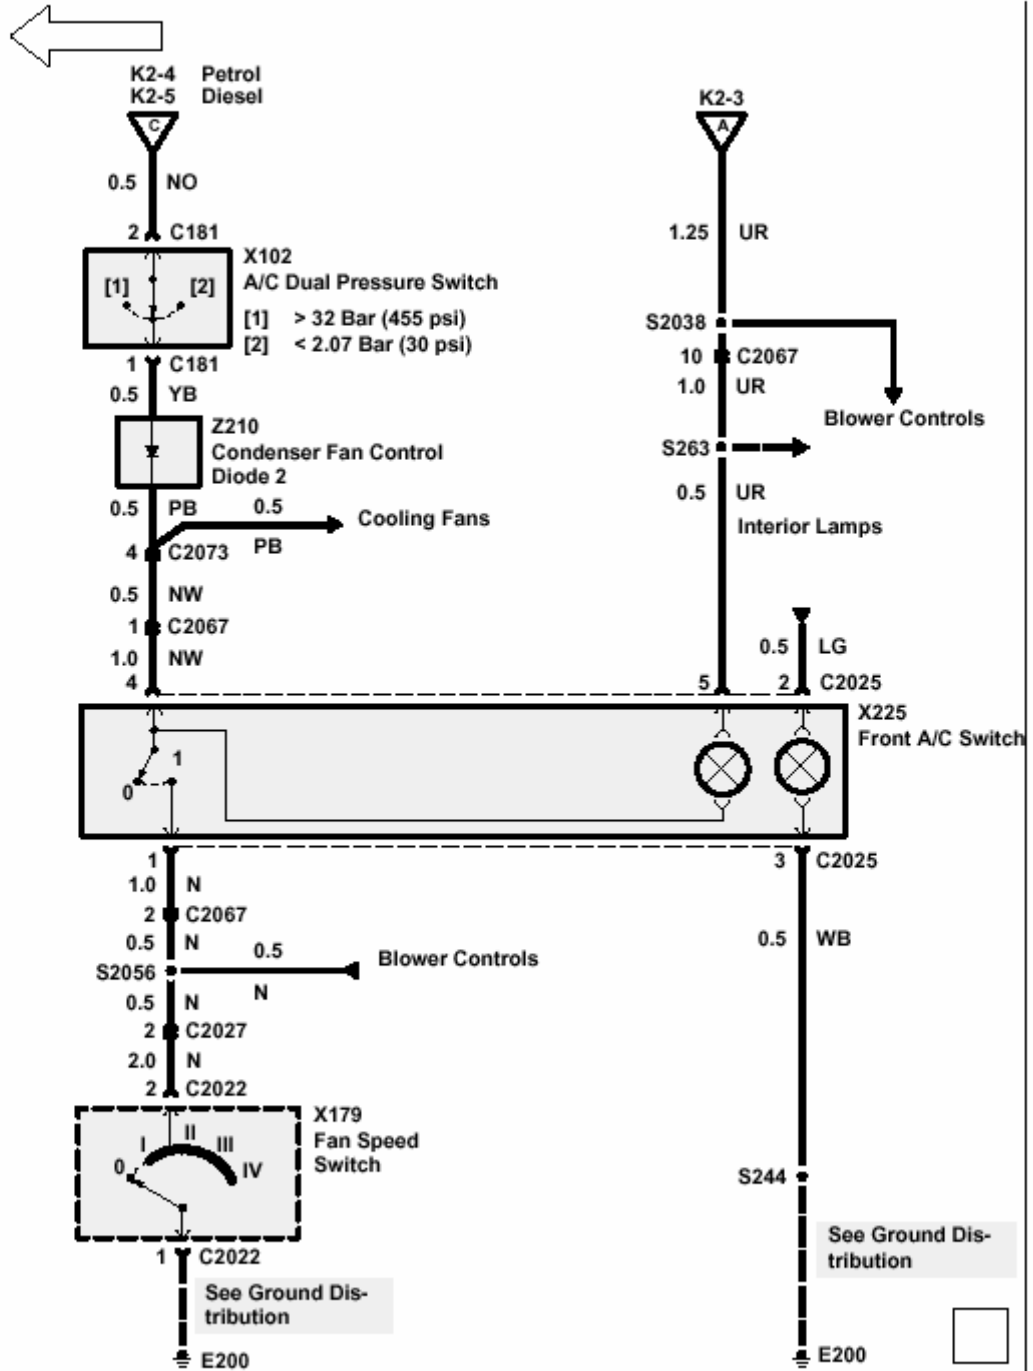 K2-4 Petrol
K2-5 Diesel
C
0.5 NO
2 C181
X102
A/C Dual Pressure Switch
[1] [2]
[1] > 32 Bar (455 psi)
[2] < 2.07 Bar (30 psi)
1 C181
0.5 YB
Z210
Condenser Fan Control
Diode 2
0.5 PB
0.5
PB
Cooling Fans
4 C2073
0.5 NW
1 C2067
1.0 NW
4
K2-3
A
1.25 UR
S2038
10 C2067
1.0 UR
Blower Controls
S263
0.5 UR
Interior Lamps
0.5 LG
5
2 C2025
X225
Front A/C Switch
1
0
1
1.0 N
2 C2067
0.5 N
S2056
0.5
N
Blower Controls
0.5 N
2 C2027
2.0 N
2 C2022
X179
Fan Speed
Switch
0 I II III IV
1 C2022
See Ground Dis-
tribution
E200
3 C2025
0.5 WB
S244
See Ground Dis-
tribution
E200